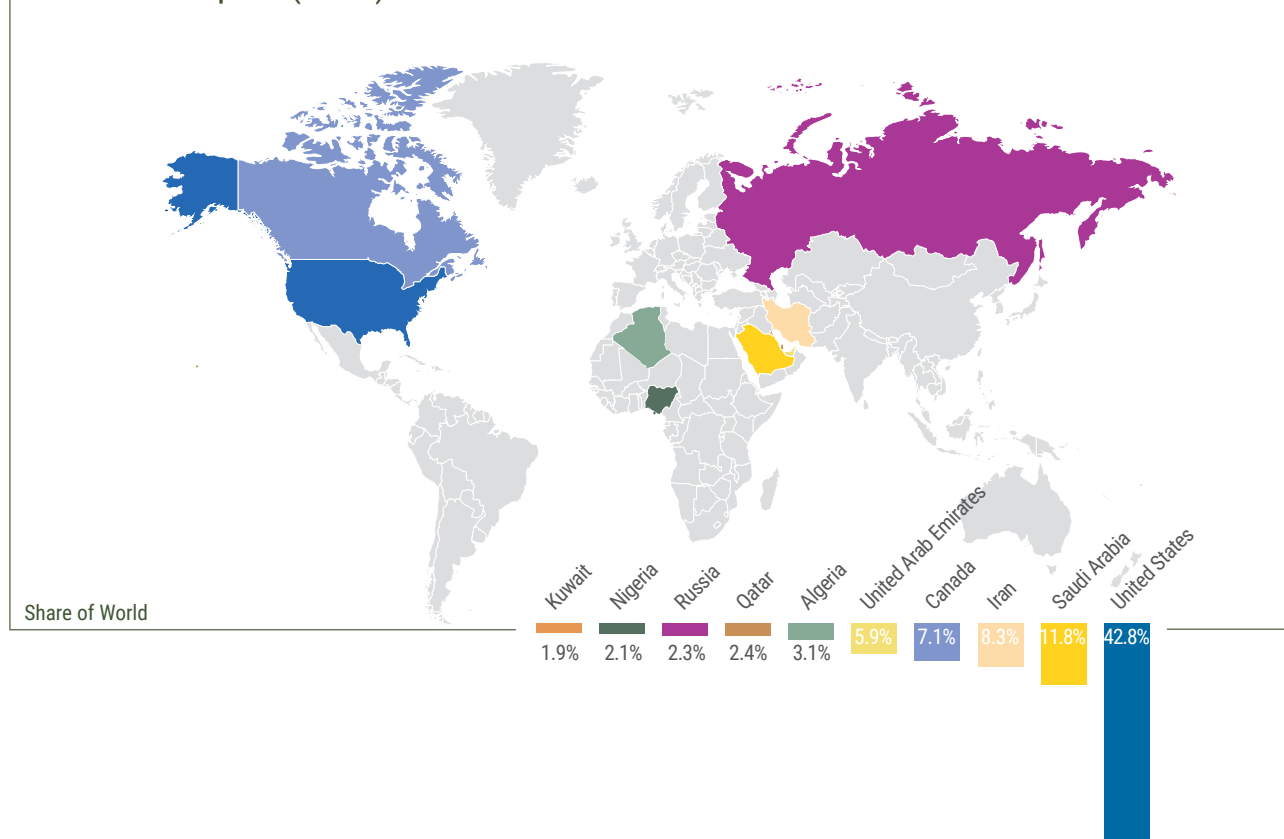 Share of World
Kuwait
Nigeria
Russia
Qatar
Algeria
United Arab Emirates
Canada
Iran
Saudi Arabia
United States
1.9%
2.1%
2.3%
2.4%
3.1%
5.9%
7.1%
8.3%
11.8%
42.8%